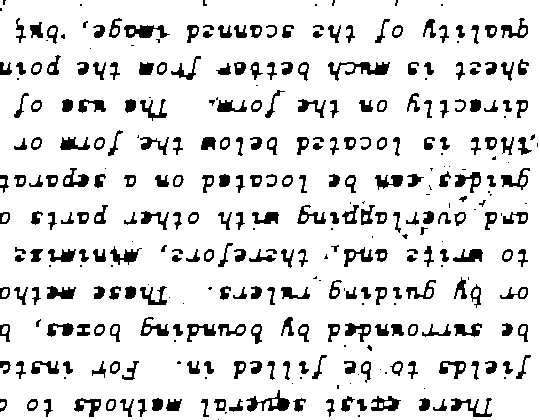 There exist several methods to d
fields to be filled in. For insta
be surrounded by bounding boxes, b
or by guiding rulers. These metho
to write and, therefore, minimize
and overlapping with other parts o
guides can be located on a separat
that is located below the form or
directly on the form. The use of
sheet is much better from the poin
quality of the scanned image, but